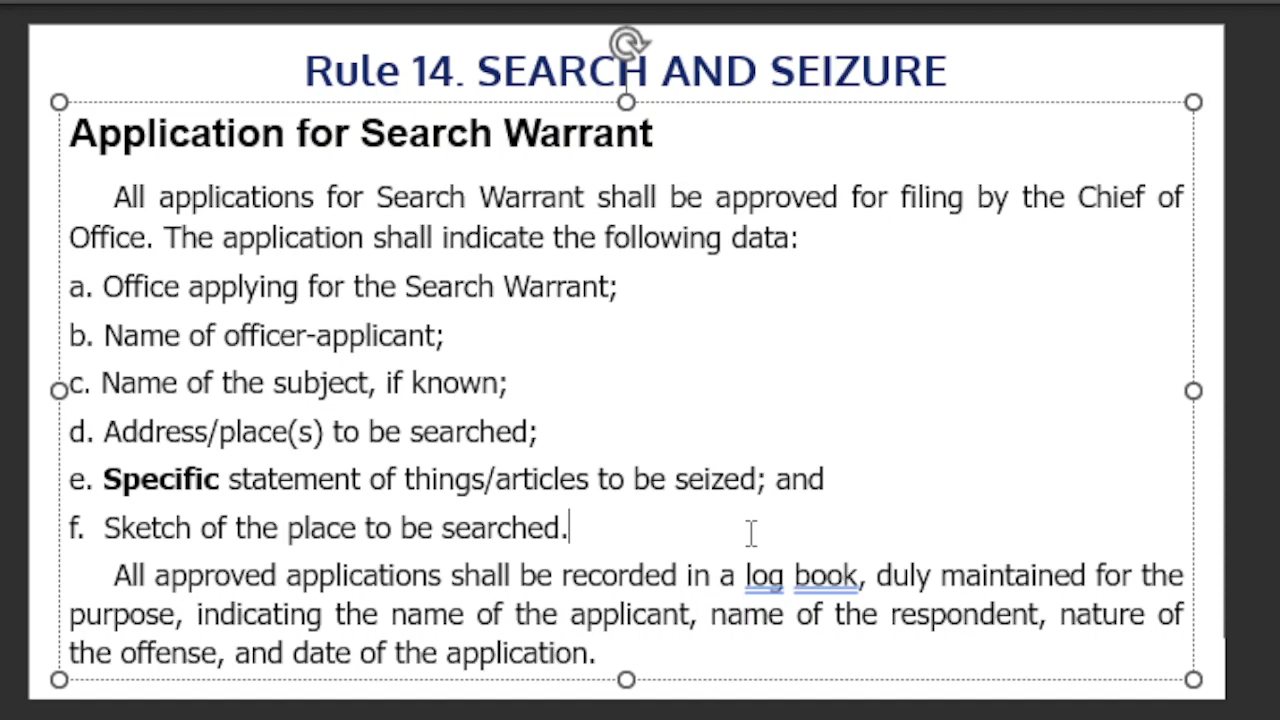 Rule 14. SEARCH AND SEIZURE
Application for Search Warrant
All applications for Search Warrant shall be approved for filing by the Chief of
Office. The application shall indicate the following data:
a. Office applying for the Search Warrant;
b. Name of officer-applicant;
c. Name of the subject, if known;
d. Address/place(s) to be searched;
e. Specific statement of things/articles to be seized; and
f. Sketch of the place to be searched.
All approved applications shall be recorded in a log book, duly maintained for the
purpose, indicating the name of the applicant, name of the respondent, nature of
the offense, and date of the application.